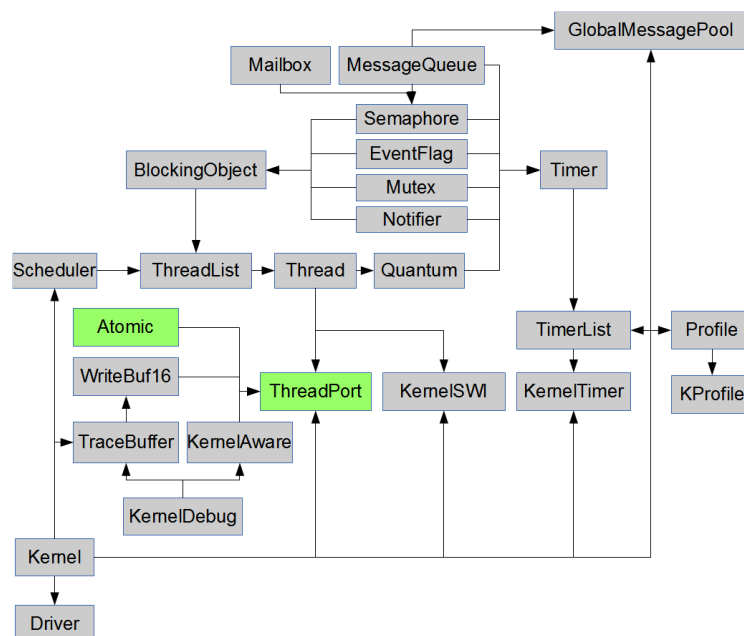 GlobalMessagePool
Mailbox
MessageQueue
Semaphore
EventFlag
BlockingObject
Timer
Mutex
Notifier
Scheduler
ThreadList
Thread
Quantum
Atomic
TimerList
Profile
WriteBuf16
ThreadPort
KernelSWI
KernelTimer
KProfile
TraceBuffer
KernelAware
KernelDebug
Kernel
Driver